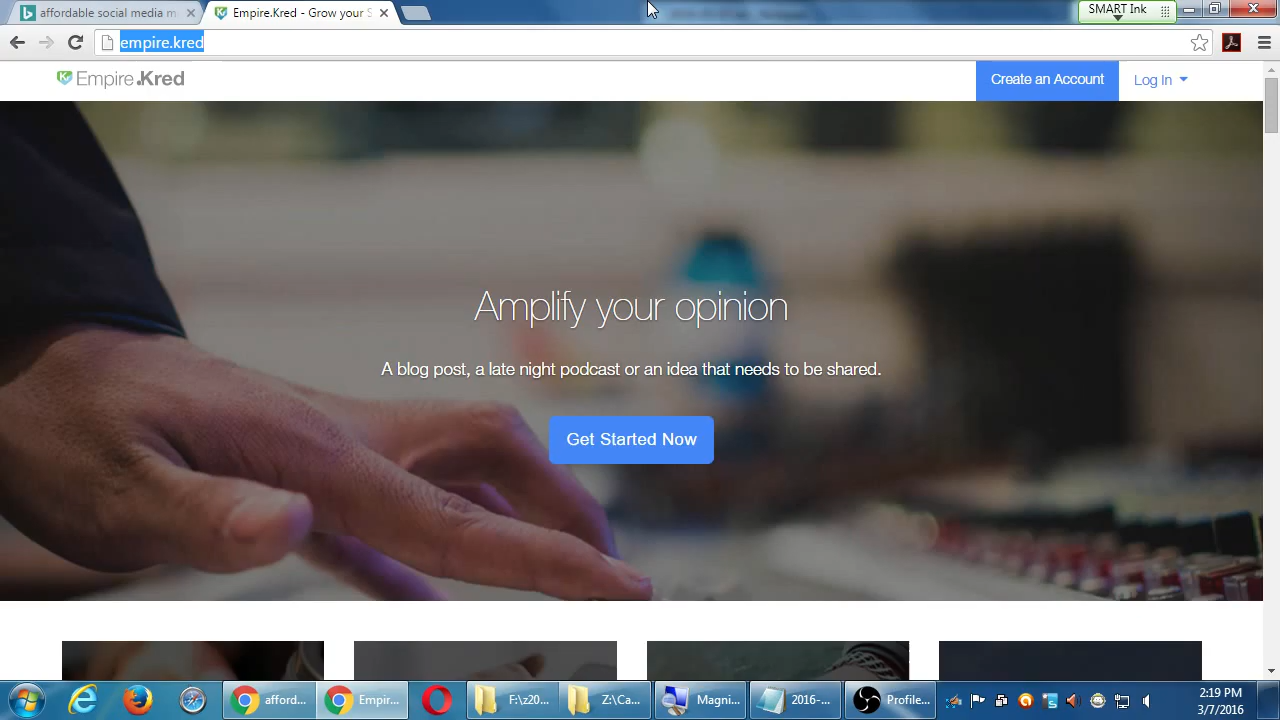 affordable social media m
Empire.Kred - Grow your S
SMART Ink
empire.kred
Empire.Kred
Create an Account
Log In
Amplify your opinion
A blog post, a late night podcast or an idea that needs to be shared.
Get Started Now
afford...
Empir...
F:\z20...
Z:\Ca...
Magni...
2016-...
Profile...
2:19 PM
3/7/2016